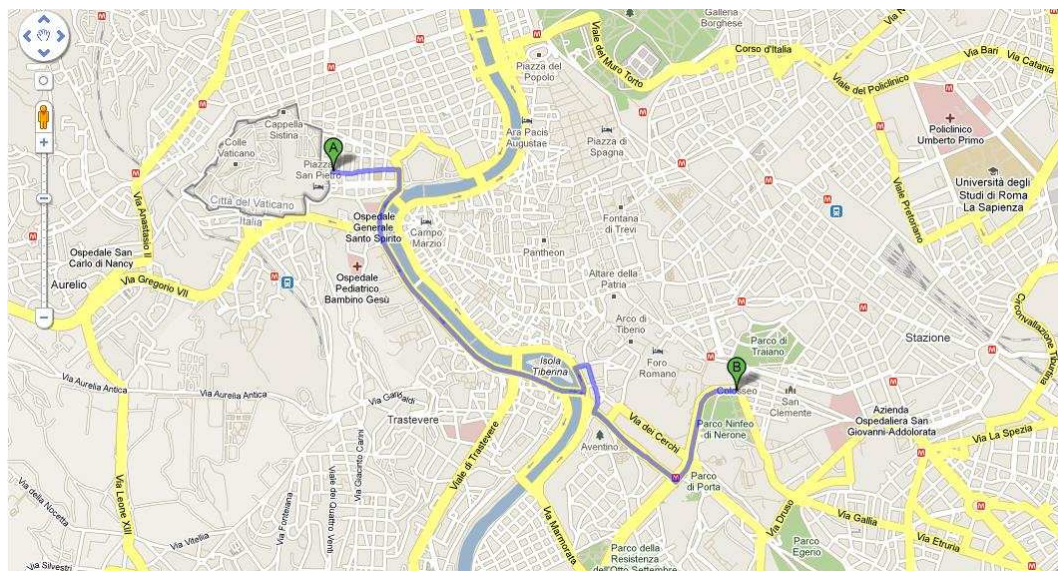 Galleria
Borghese
Viale del Muro Torto
Corso d'Italia
Via Bari
Via Catania
Viale del Policlinico
Piazza del
Popolo
Cappella
Sistina
Colle
Vaticano
A
Piazza
San Pietro
Città del Vaticano
Italia
Ara Pacis
Augustae
Piazza di
Spagna
Policlinico
Umberto Primo
Università degli
Studi di Roma
La Sapienza
Viale Pretoriano
Via Anastasio II
Ospedale
Generale
Santo Spirito
Campo
Marzio
Fontana
di Trevi
Pantheon
Ospedale San
Carlo di Nancy
Aurelio
Via Gregorio VII
Ospedale
Pediatrico
Bambino Gesù
Altare della
Patria
Arco di
Tiberio
Foro
Romano
Stazione
Parco di
Traiano
B
Colosseo
San
Clemente
Isola
Tiberina
Via Aurelia Antica
Via Aurelia Antica
Via Garibaldi
Trastevere
Via dei Cerchi
Aventino
Parco Ninfeo
di Nerone
Azienda
Ospedaliera San
Giovanni-Addolorata
Via La Spezia
Viale di Trastevere
Via Giacinto Carini
Viale dei Quattro Venti
Via Fonteiana
Via Leone XIII
Via della Nocetta
Via Vitellia
Via Silvestri
Parco
di Porta
Via Marmorata
Via Druso
Via Gallia
Via Etruria
Parco
Egerio
Parco della
Resistenza
dell'Otto Settembre